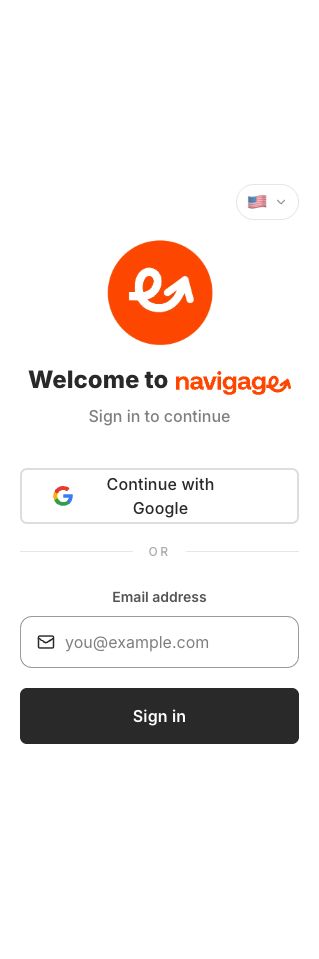 Welcome to navigage
Sign in to continue
Continue with
Google
OR
Email address
you@example.com
Sign in